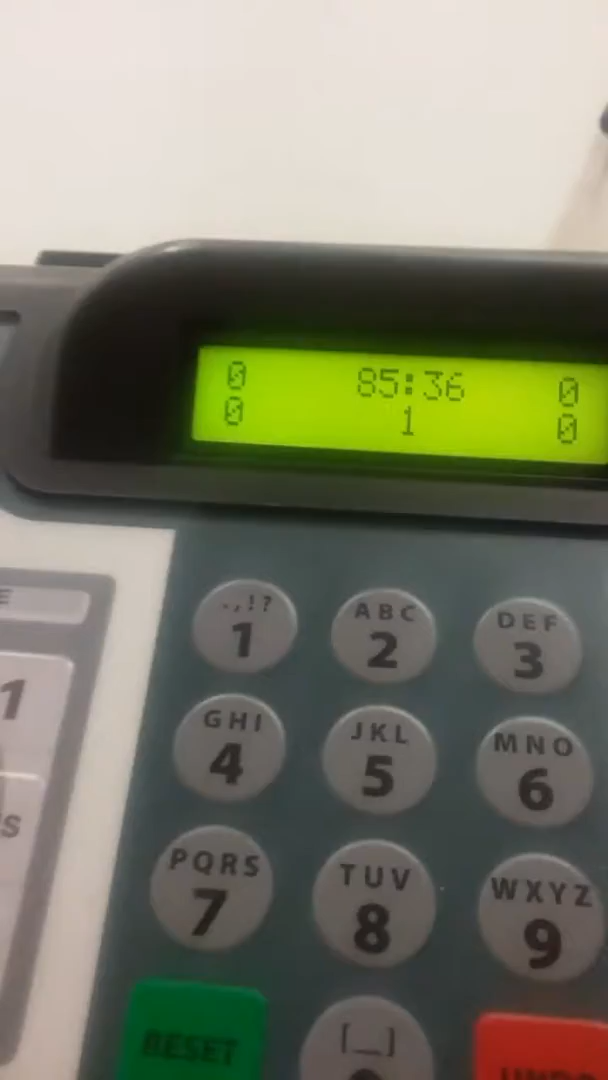 0 85:36 0
0 1 0
E
.,!? ABC DEF
1 2 3
1
GHI JKL MNO
4 5 6
S
PQRS TUV WXYZ
7 8 9
RESET [_]